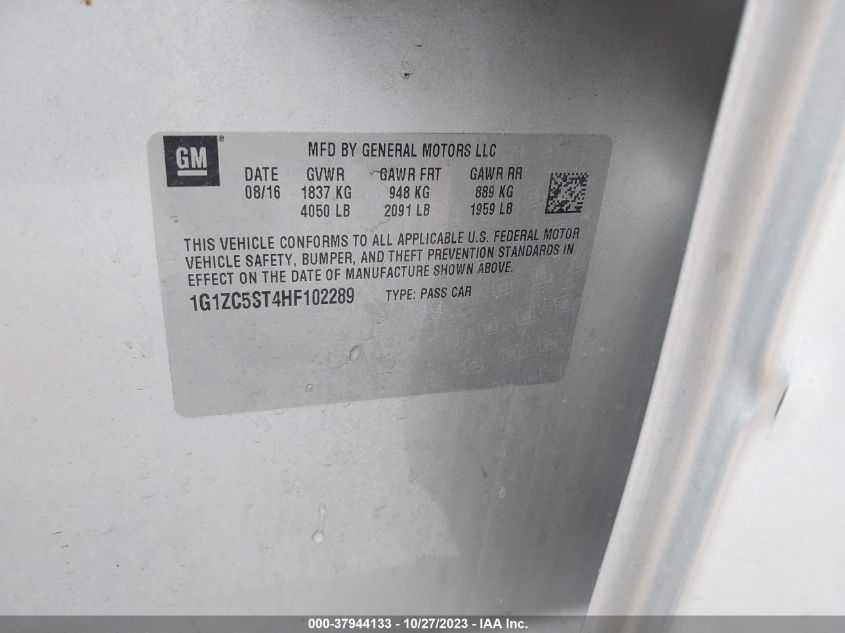 GM®
MFD BY GENERAL MOTORS LLC
DATE GVWR GAWR FRT GAWR RR
08/16 1837 KG 948 KG 889 KG
4050 LB 2091 LB 1959 LB
THIS VEHICLE CONFORMS TO ALL APPLICABLE U.S. FEDERAL MOTOR
VEHICLE SAFETY, BUMPER, AND THEFT PREVENTION STANDARDS IN
EFFECT ON THE DATE OF MANUFACTURE SHOWN ABOVE.
1G1ZC5ST4HF102289 TYPE: PASS CAR
000-37944133 - 10/27/2023 - IAA Inc.